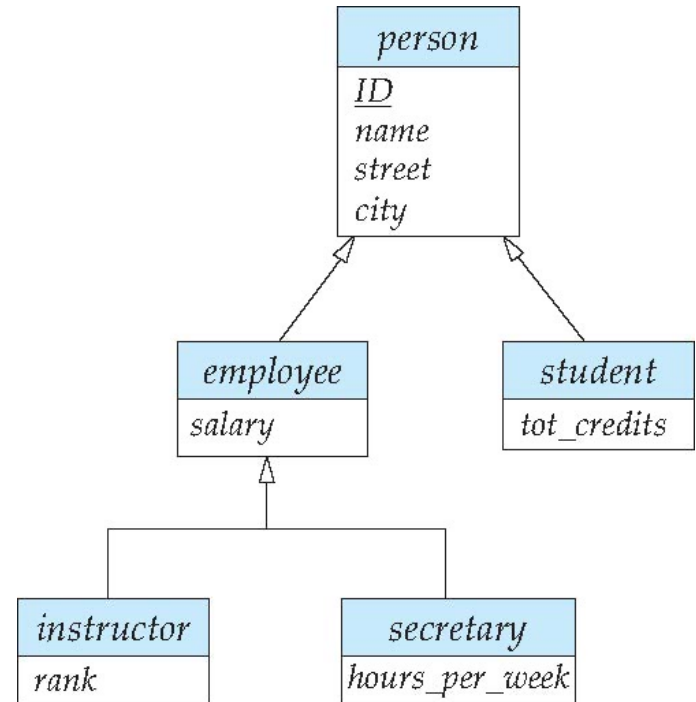 person
ID
name
street
city
employee
salary
student
tot_credits
instructor
rank
secretary
hours_per_week